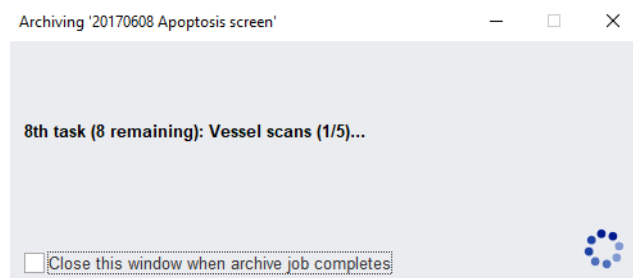 Archiving '20170608 Apoptosis screen'
8th task (8 remaining): Vessel scans (1/5)...
Close this window when archive job completes